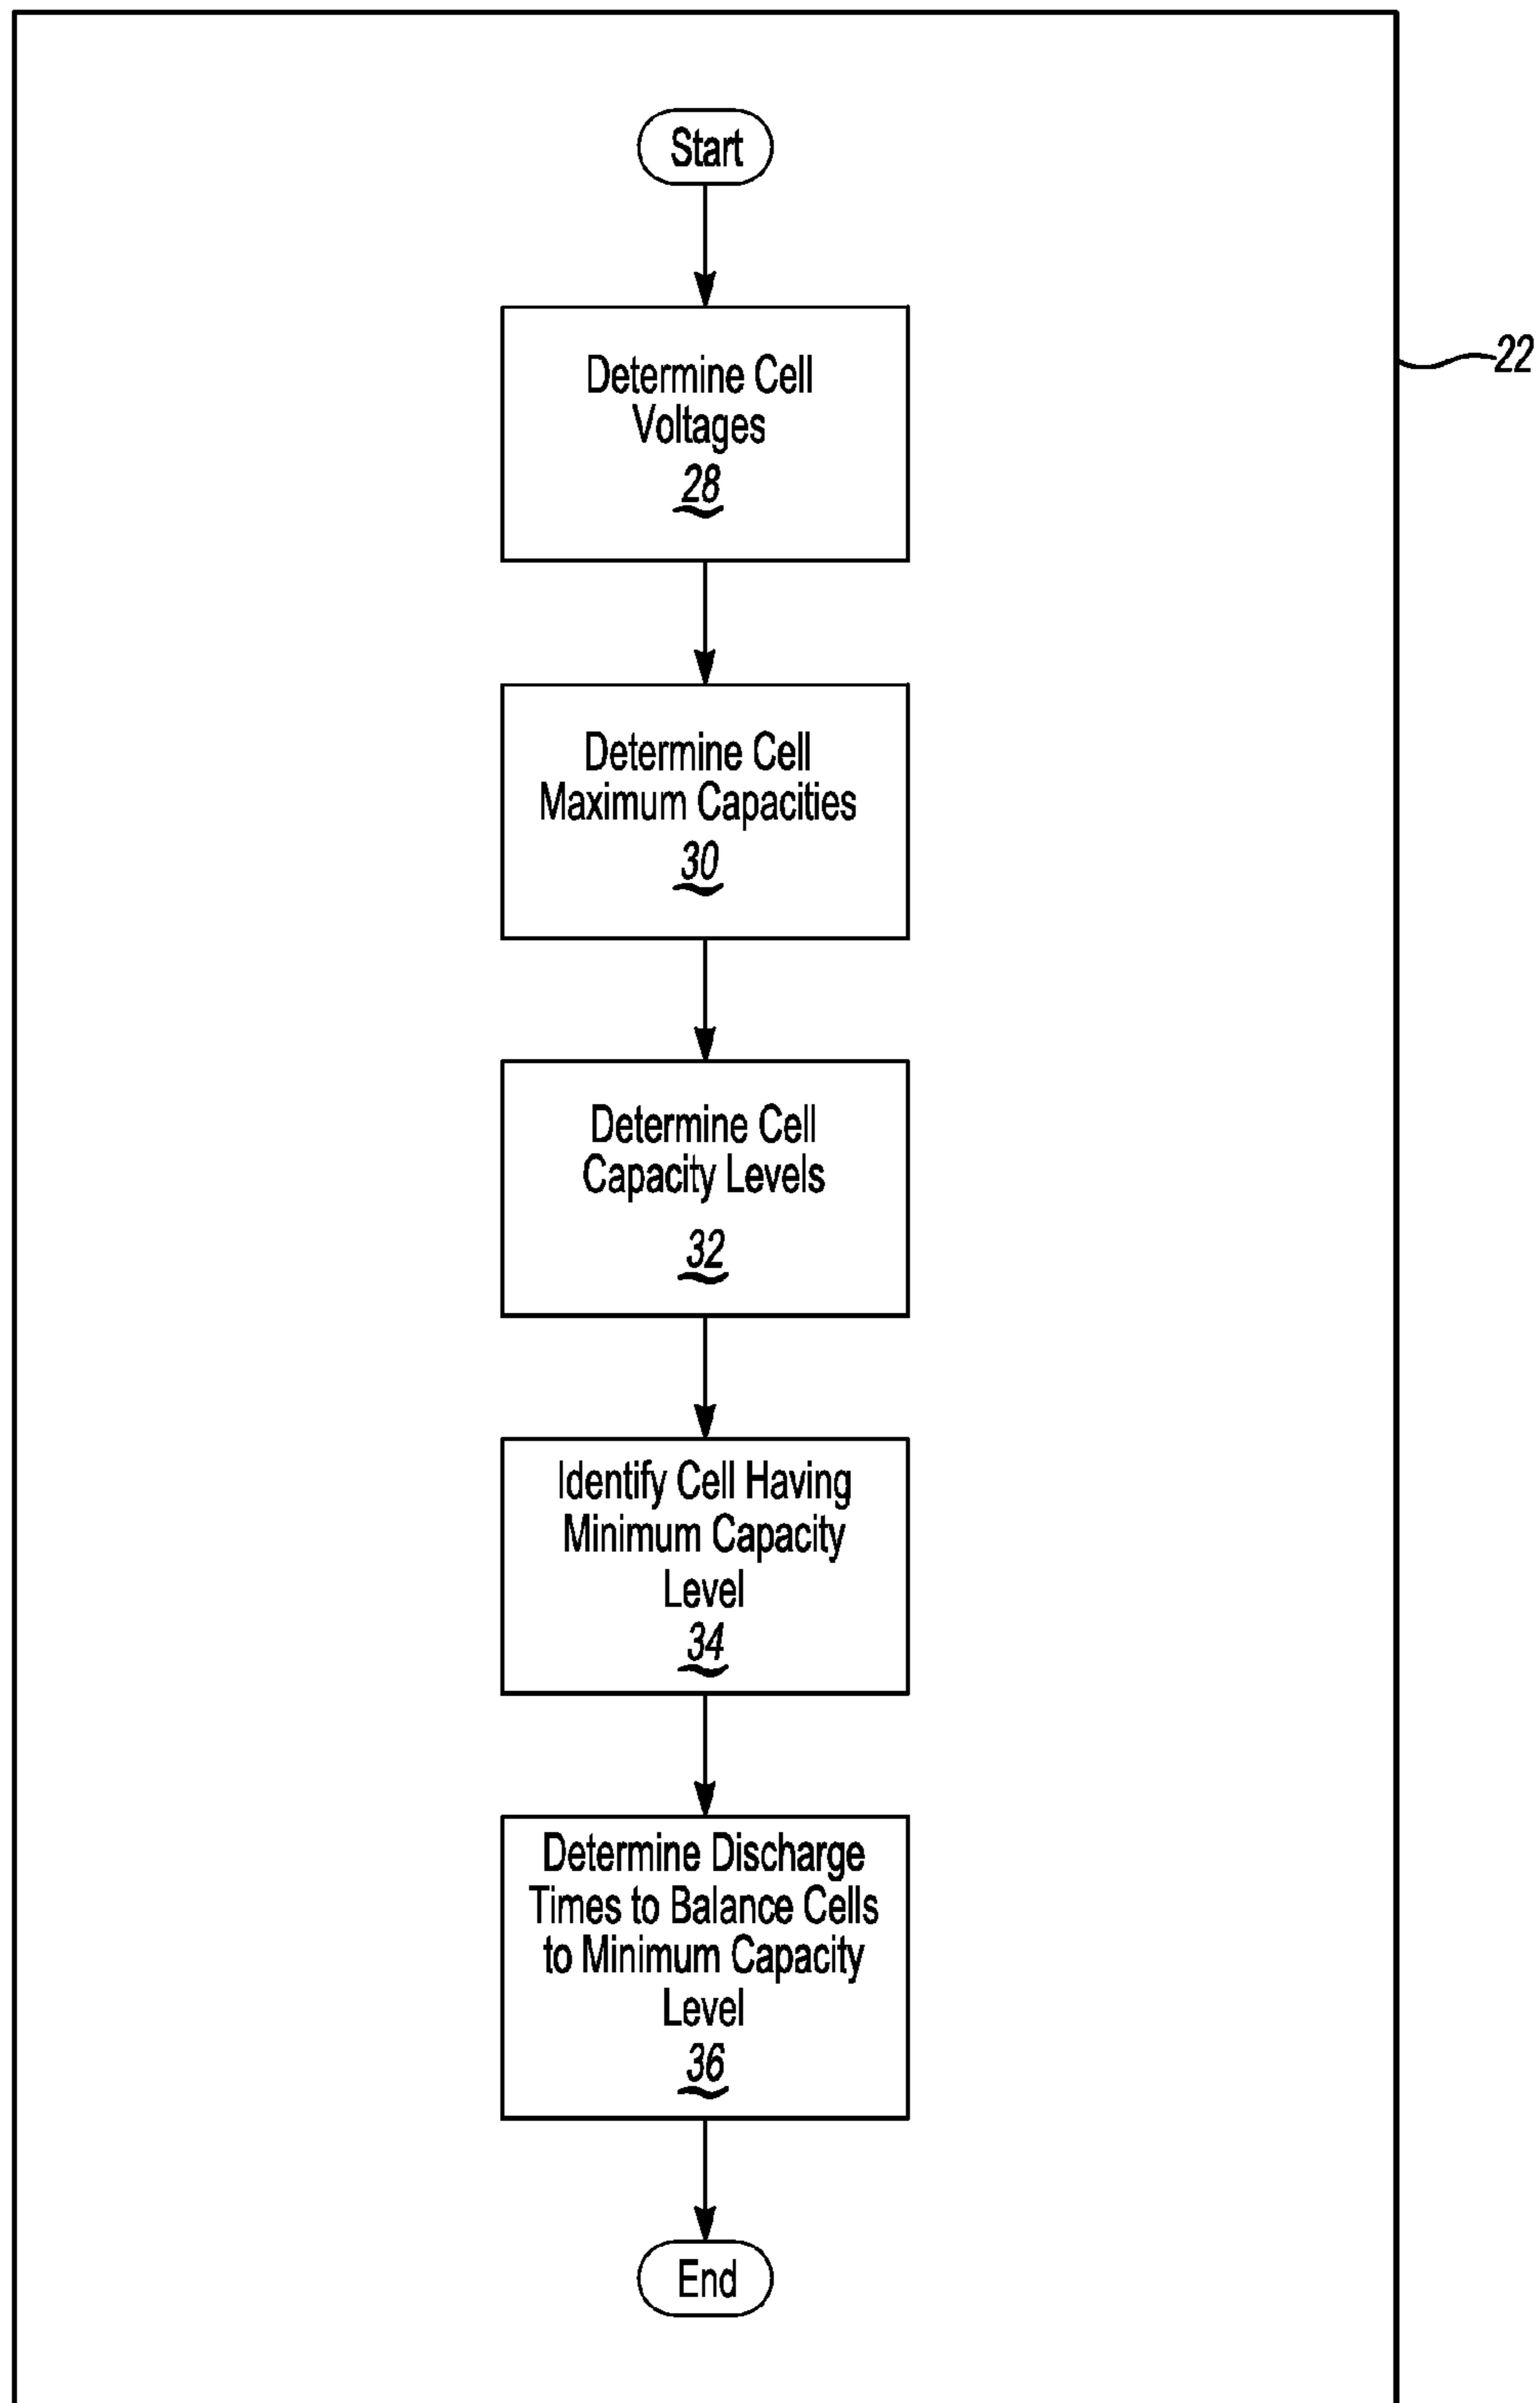 Start
Determine Cell
Voltages
28
22
Determine Cell
Maximum Capacities
30
Determine Cell
Capacity Levels
32
Identify Cell Having
Minimum Capacity
Level
34
Determine Discharge
Times to Balance Cells
to Minimum Capacity
Level
36
End